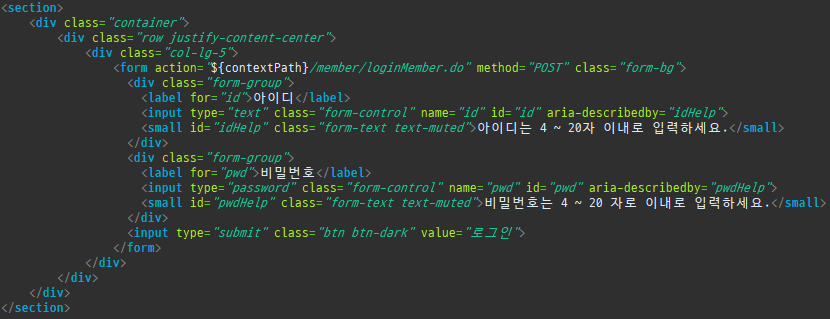 <section>
<div class="container">
<div class="row justify-content-center">
<div class="col-lg-5">
<form action="${contextPath}/member/loginMember.do" method="POST" class="form-bg">
<div class="form-group">
<label for="id">아이디</label>
<input type="text" class="form-control" name="id" id="id" aria-describedby="idHelp">
<small id="idHelp" class="form-text text-muted">아이디는 4 ~ 20자 이내로 입력하세요.</small>
</div>
<div class="form-group">
<label for="pwd">비밀번호</label>
<input type="password" class="form-control" name="pwd" id="pwd" aria-describedby="pwdHelp">
<small id="pwdHelp" class="form-text text-muted">비밀번호는 4 ~ 20 자로 이내로 입력하세요.</small>
</div>
<input type="submit" class="btn btn-dark" value="로그인">
</form>
</div>
</div>
</div>
</section>